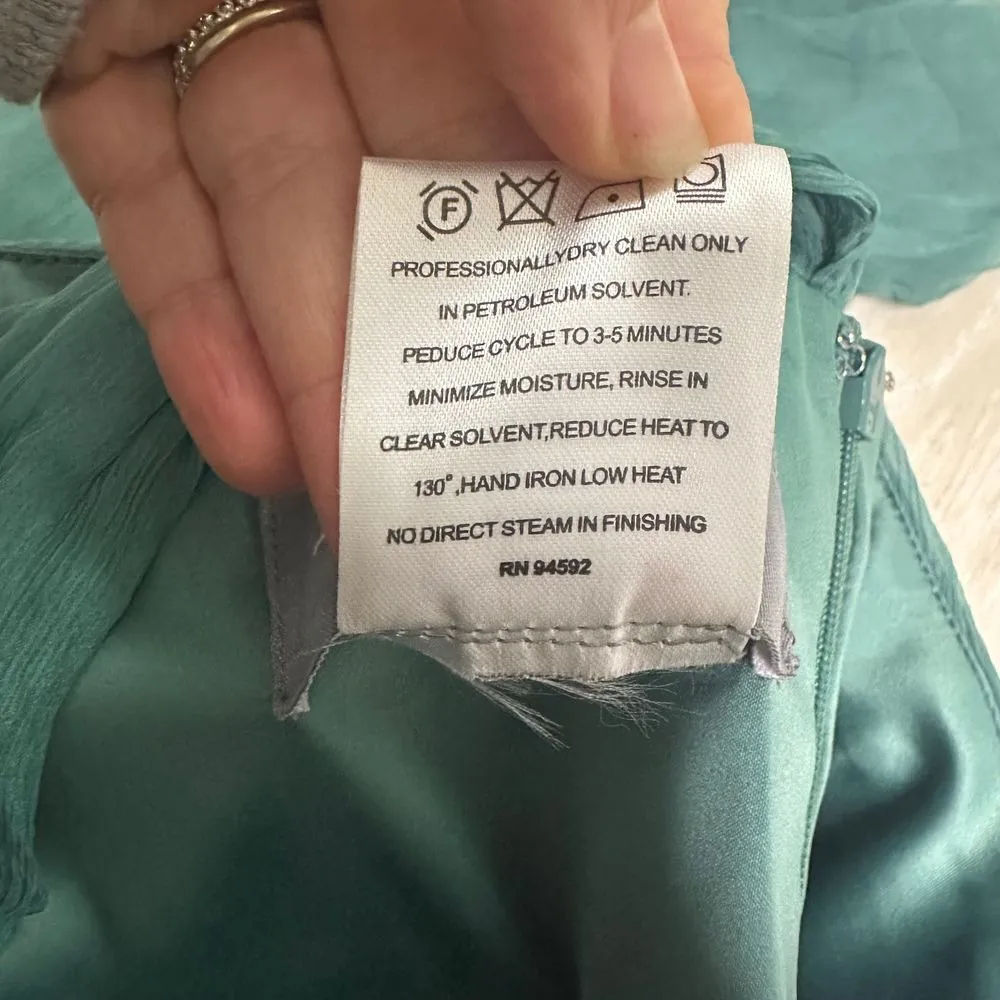 F
PROFESSIONALLYDRY CLEAN ONLY
IN PETROLEUM SOLVENT.
PEDUCE CYCLE TO 3-5 MINUTES
MINIMIZE MOISTURE, RINSE IN
CLEAR SOLVENT,REDUCE HEAT TO
130°,HAND IRON LOW HEAT
NO DIRECT STEAM IN FINISHING
RN 94592